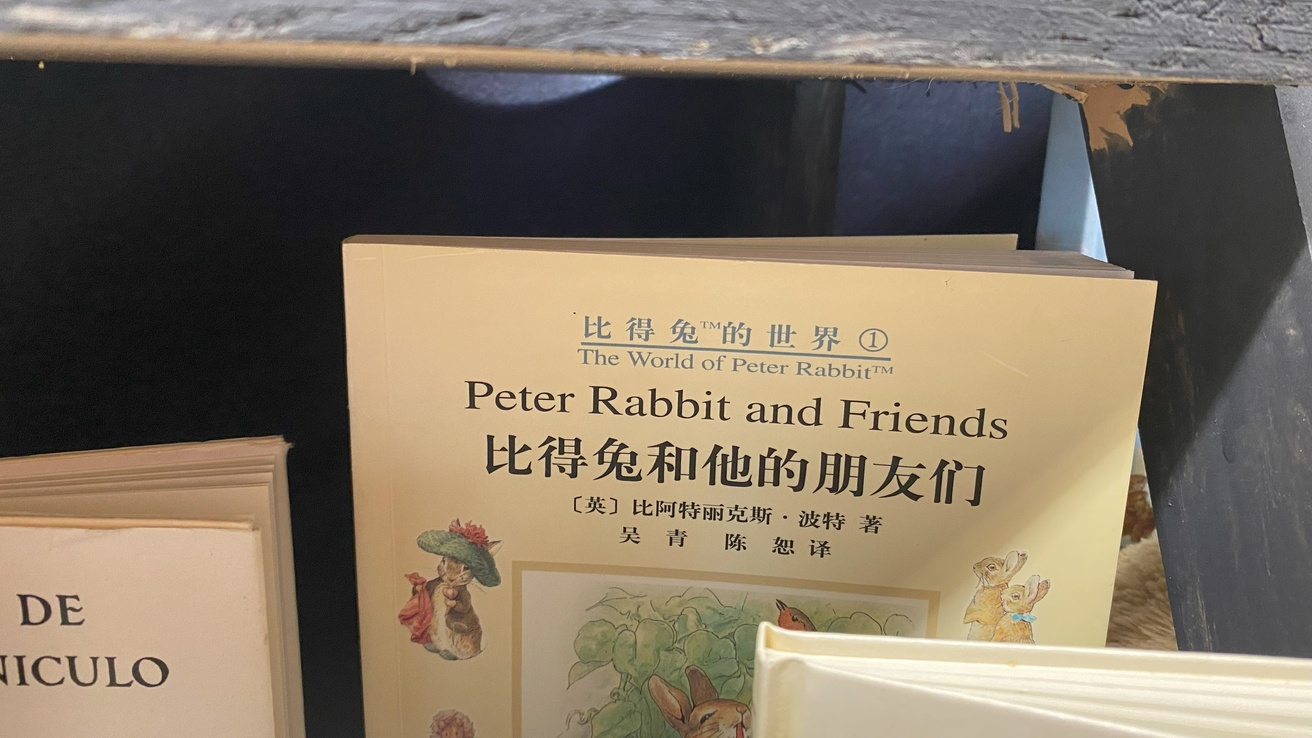 比得兔™的世界①
The World of Peter Rabbit™
Peter Rabbit and Friends
比得兔和他的朋友们
〔英〕比阿特丽克斯·波特 著
吴青 陈恕 译
DE